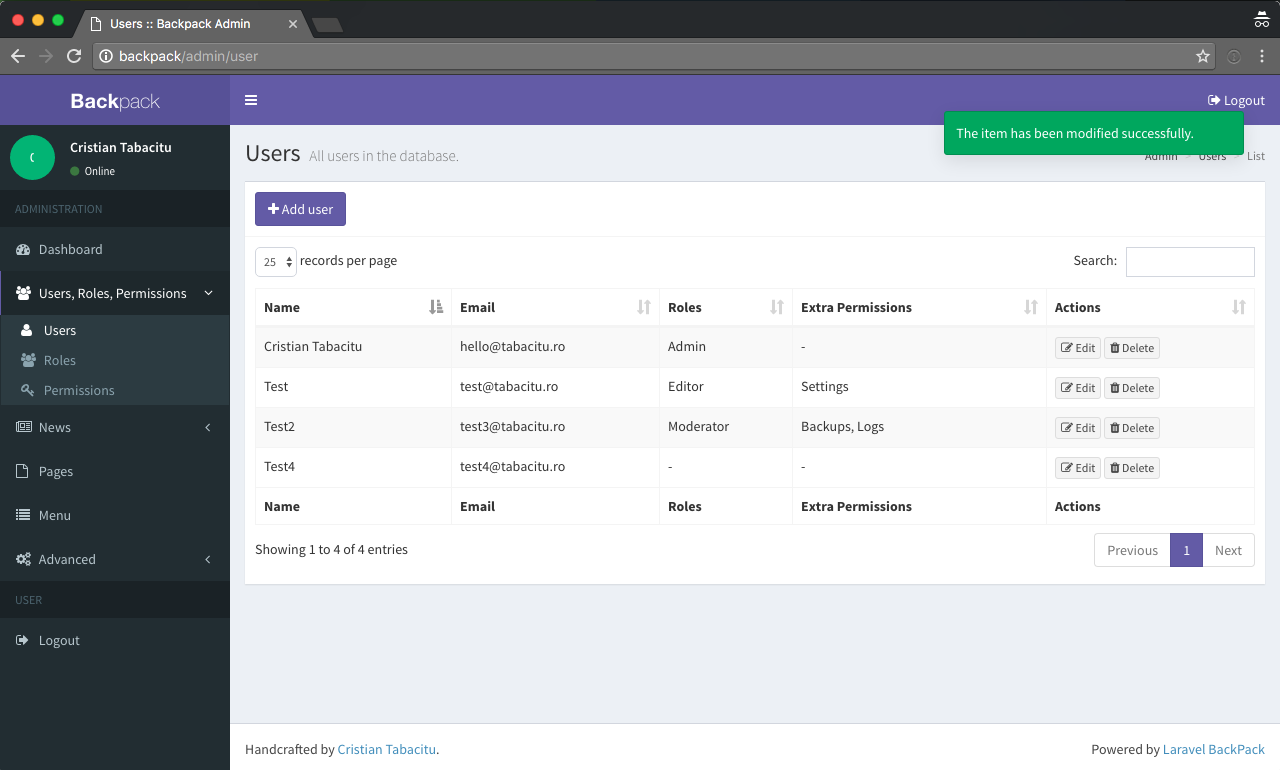 Users :: Backpack Admin
backpack/admin/user
Backpack
Logout
Cristian Tabacitu
Online
ADMINISTRATION
Dashboard
Users, Roles, Permissions
Users
Roles
Permissions
News
Pages
Menu
Advanced
USER
Logout
The item has been modified successfully.
Users All users in the database.
Admin > Users > List
Add user
25 records per page
Search:
Name Email Roles Extra Permissions Actions
Cristian Tabacitu hello@tabacitu.ro Admin - Edit Delete
Test test@tabacitu.ro Editor Settings Edit Delete
Test2 test3@tabacitu.ro Moderator Backups, Logs Edit Delete
Test4 test4@tabacitu.ro - - Edit Delete
Name Email Roles Extra Permissions Actions
Showing 1 to 4 of 4 entries
Previous 1 Next
Handcrafted by Cristian Tabacitu.
Powered by Laravel BackPack